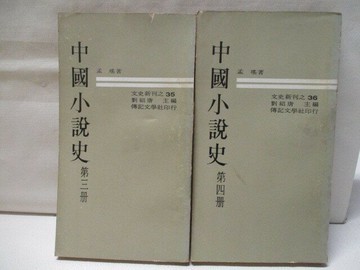 中國小說史
第三冊
孟瑤著
文史新刊之35
劉紹唐 主編
傳記文學社印行
中國小說史
第四冊
孟瑤著
文史新刊之36
劉紹唐 主編
傳記文學社印行